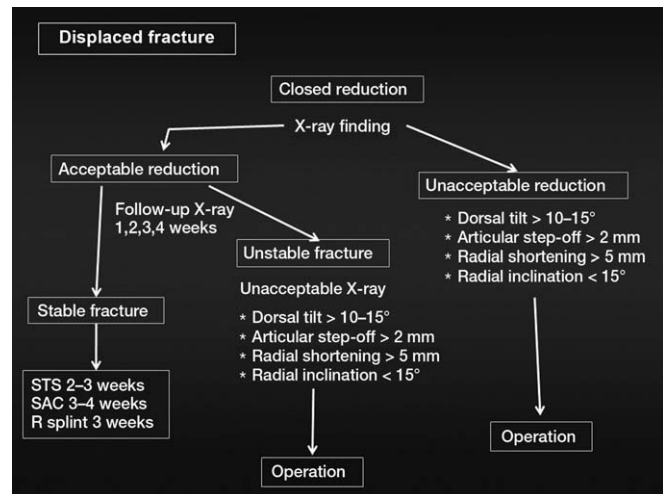 Displaced fracture
Closed reduction
X-ray finding
Acceptable reduction
Unacceptable reduction
Follow-up X-ray
1,2,3,4 weeks
* Dorsal tilt > 10–15°
* Articular step-off > 2 mm
* Radial shortening > 5 mm
* Radial inclination < 15°
Unstable fracture
Unacceptable X-ray
* Dorsal tilt > 10–15°
* Articular step-off > 2 mm
* Radial shortening > 5 mm
* Radial inclination < 15°
Stable fracture
STS 2–3 weeks
SAC 3–4 weeks
R splint 3 weeks
Operation
Operation